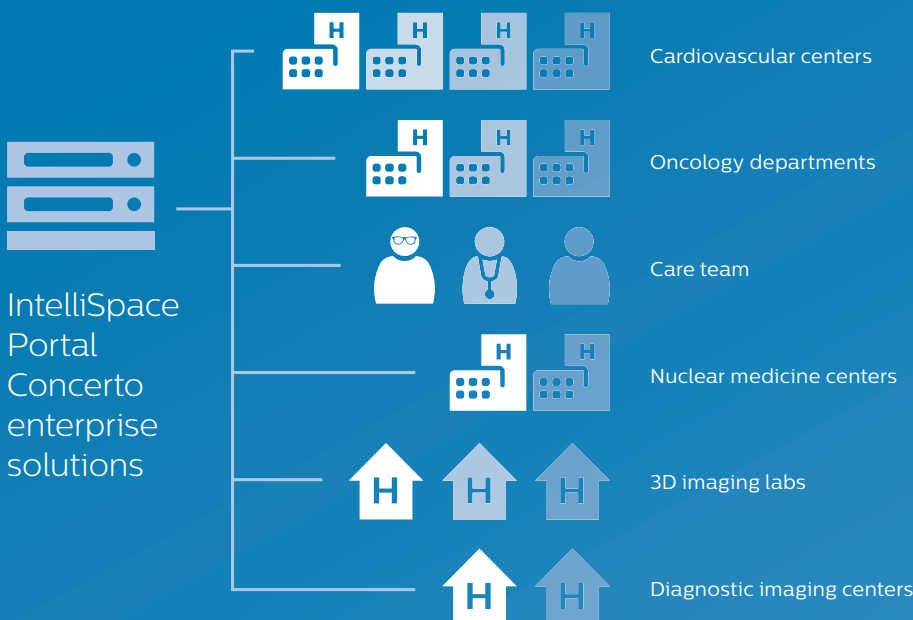 H H H H
Cardiovascular centers
H H H
Oncology departments
Care team
IntelliSpace
Portal
Concerto
enterprise
solutions
H H
Nuclear medicine centers
H H H
3D imaging labs
H H
Diagnostic imaging centers